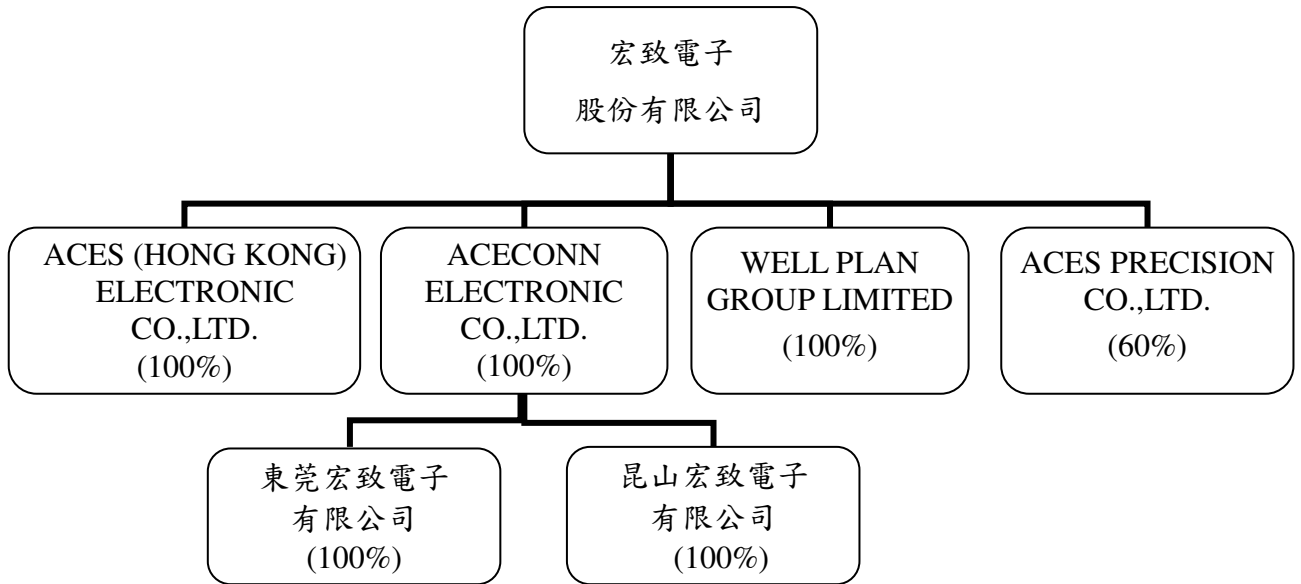 宏致電子
股份有限公司
ACES (HONG KONG)
ELECTRONIC
CO.,LTD.
(100%)
ACECONN
ELECTRONIC
CO.,LTD.
(100%)
WELL PLAN
GROUP LIMITED
(100%)
ACES PRECISION
CO.,LTD.
(60%)
東莞宏致電子
有限公司
(100%)
昆山宏致電子
有限公司
(100%)